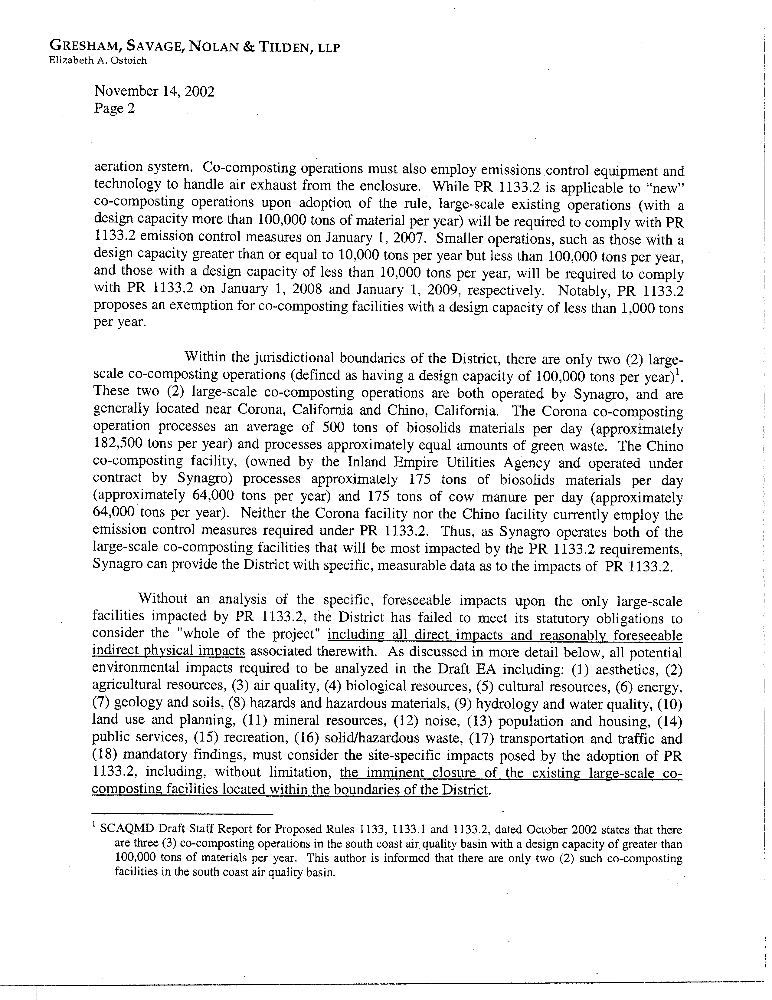 GRESHAM, SAVAGE, NOLAN & TILDEN, LLP
Elizabeth A. Ostoich
November 14, 2002
Page 2
aeration system. Co-composting operations must also employ emissions control equipment and
technology to handle air exhaust from the enclosure. While PR 1133.2 is applicable to “new”
co-composting operations upon adoption of the rule, large-scale existing operations (with a
design capacity more than 100,000 tons of material per year) will be required to comply with PR
1133.2 emission control measures on January 1, 2007. Smaller operations, such as those with a
design capacity greater than or equal to 10,000 tons per year but less than 100,000 tons per year,
and those with a design capacity of less than 10,000 tons per year, will be required to comply
with PR 1133.2 on January 1, 2008 and January 1, 2009, respectively. Notably, PR 1133.2
proposes an exemption for co-composting facilities with a design capacity of less than 1,000 tons
per year.
Within the jurisdictional boundaries of the District, there are only two (2) large-
scale co-composting operations (defined as having a design capacity of 100,000 tons per year)¹.
These two (2) large-scale co-composting operations are both operated by Synagro, and are
generally located near Corona, California and Chino, California. The Corona co-composting
operation processes an average of 500 tons of biosolids materials per day (approximately
182,500 tons per year) and processes approximately equal amounts of green waste. The Chino
co-composting facility, (owned by the Inland Empire Utilities Agency and operated under
contract by Synagro) processes approximately 175 tons of biosolids materials per day
(approximately 64,000 tons per year) and 175 tons of cow manure per day (approximately
64,000 tons per year). Neither the Corona facility nor the Chino facility currently employ the
emission control measures required under PR 1133.2. Thus, as Synagro operates both of the
large-scale co-composting facilities that will be most impacted by the PR 1133.2 requirements,
Synagro can provide the District with specific, measurable data as to the impacts of PR 1133.2.
Without an analysis of the specific, foreseeable impacts upon the only large-scale
facilities impacted by PR 1133.2, the District has failed to meet its statutory obligations to
consider the "whole of the project" including all direct impacts and reasonably foreseeable
indirect physical impacts associated therewith. As discussed in more detail below, all potential
environmental impacts required to be analyzed in the Draft EA including: (1) aesthetics, (2)
agricultural resources, (3) air quality, (4) biological resources, (5) cultural resources, (6) energy,
(7) geology and soils, (8) hazards and hazardous materials, (9) hydrology and water quality, (10)
land use and planning, (11) mineral resources, (12) noise, (13) population and housing, (14)
public services, (15) recreation, (16) solid/hazardous waste, (17) transportation and traffic and
(18) mandatory findings, must consider the site-specific impacts posed by the adoption of PR
1133.2, including, without limitation, the imminent closure of the existing large-scale co-
composting facilities located within the boundaries of the District.
¹ SCAQMD Draft Staff Report for Proposed Rules 1133, 1133.1 and 1133.2, dated October 2002 states that there
are three (3) co-composting operations in the south coast air quality basin with a design capacity of greater than
100,000 tons of materials per year. This author is informed that there are only two (2) such co-composting
facilities in the south coast air quality basin.